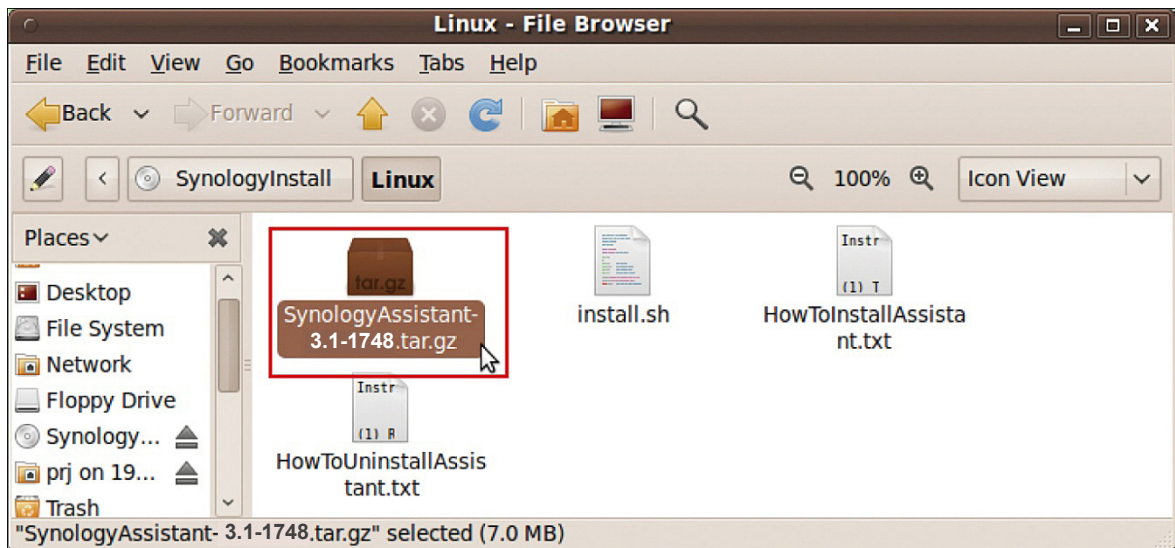 Linux - File Browser
File Edit View Go Bookmarks Tabs Help
Back Forward
SynologyInstall Linux 100% Icon View
Places
Desktop
File System
Network
Floppy Drive
Synology...
prj on 19...
Trash
tar.gz
SynologyAssistant-
3.1-1748.tar.gz
install.sh
Instr
(1) T
HowToInstallAssista
nt.txt
Instr
(1) R
HowToUninstallAssis
tant.txt
"SynologyAssistant- 3.1-1748.tar.gz" selected (7.0 MB)